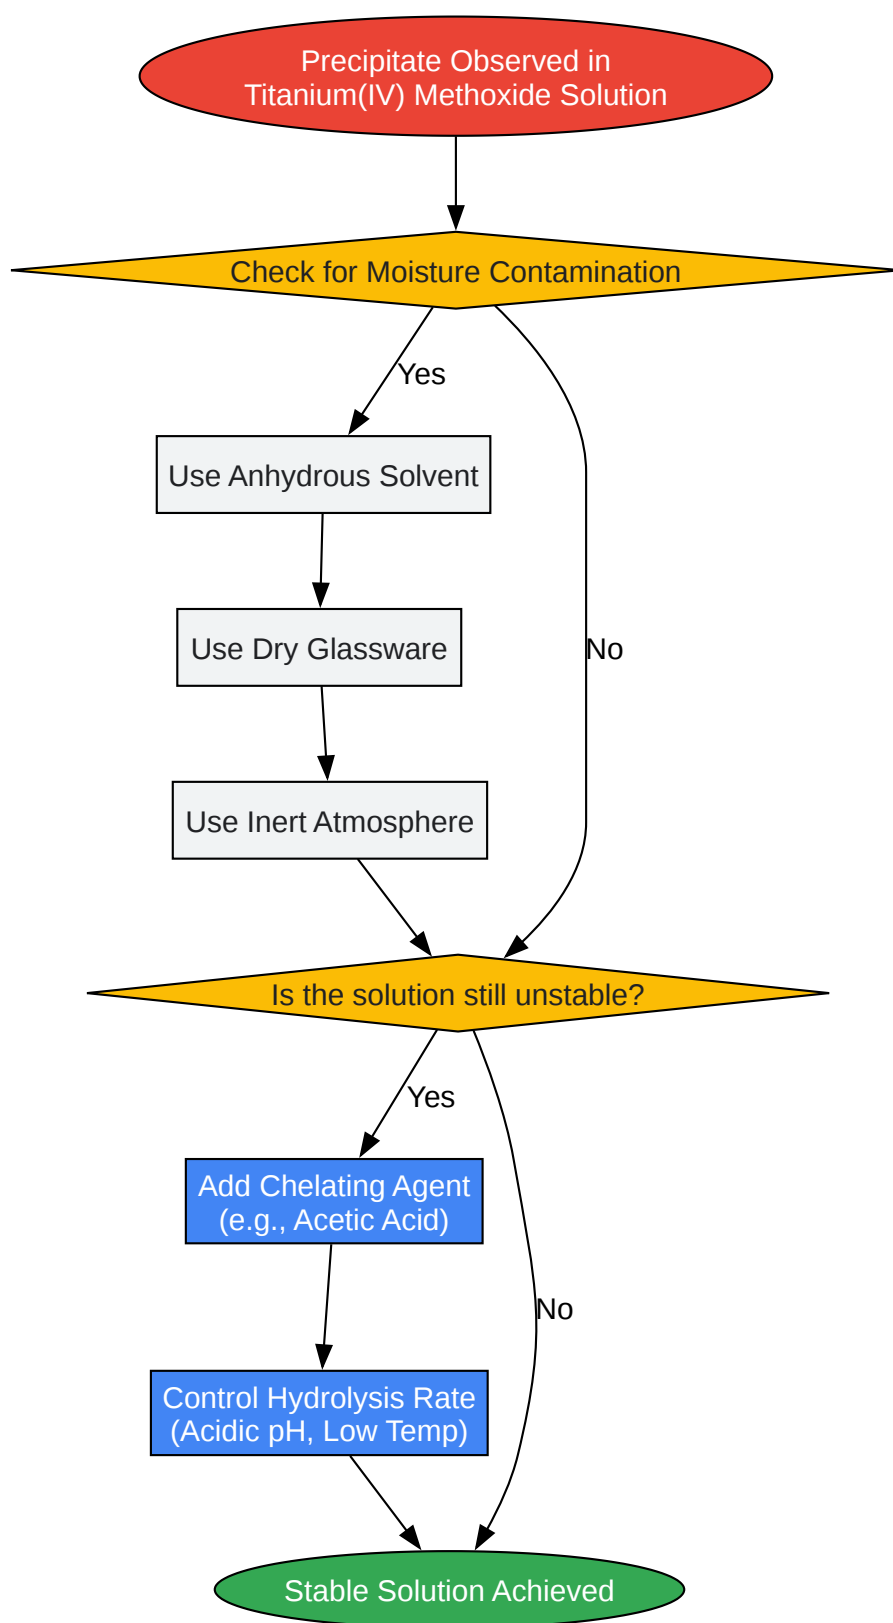 Precipitate Observed in
Titanium(IV) Methoxide Solution
Check for Moisture Contamination
Yes
Use Anhydrous Solvent
Use Dry Glassware
No
Use Inert Atmosphere
Is the solution still unstable?
Yes
Add Chelating Agent
(e.g., Acetic Acid)
No
Control Hydrolysis Rate
(Acidic pH, Low Temp)
Stable Solution Achieved